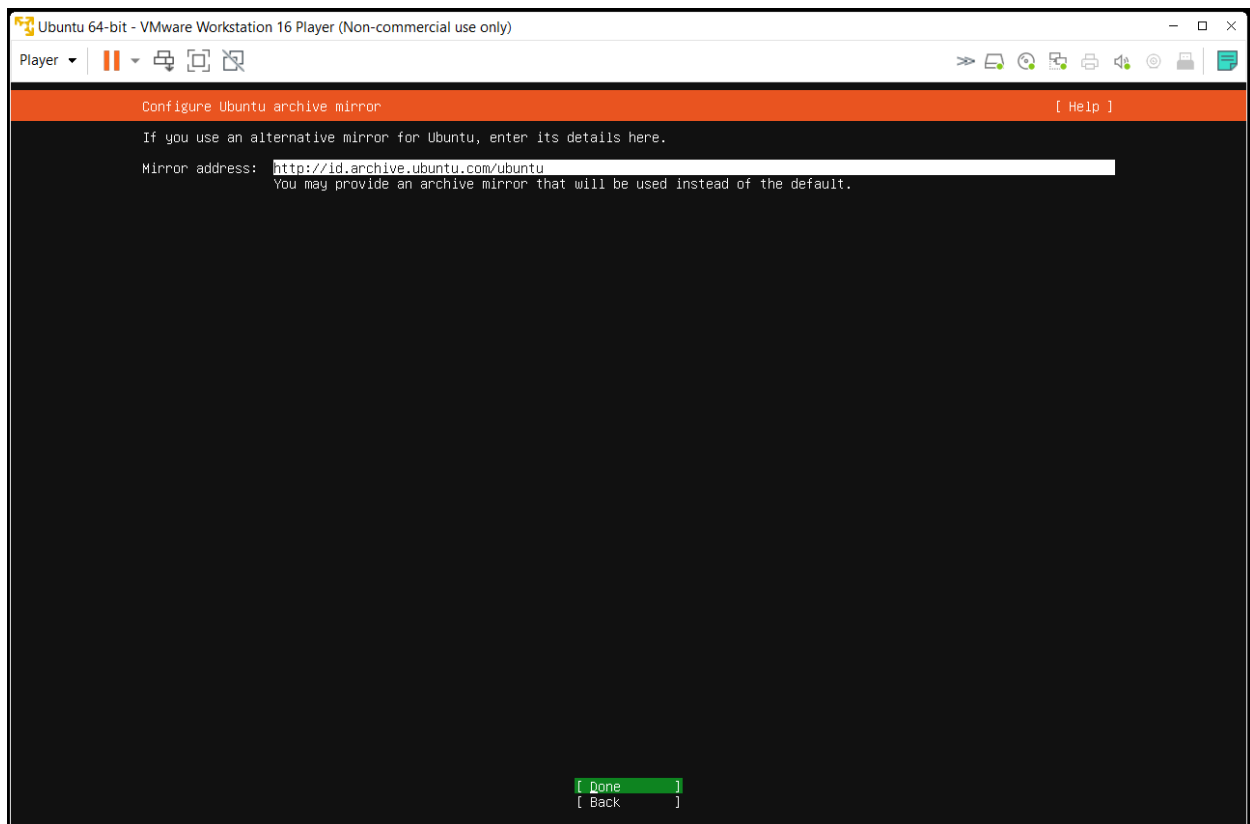 Ubuntu 64-bit - VMware Workstation 16 Player (Non-commercial use only)
Player
Configure Ubuntu archive mirror [ Help ]
If you use an alternative mirror for Ubuntu, enter its details here.
Mirror address: http://id.archive.ubuntu.com/ubuntu
You may provide an archive mirror that will be used instead of the default.
[ Done ]
[ Back ]